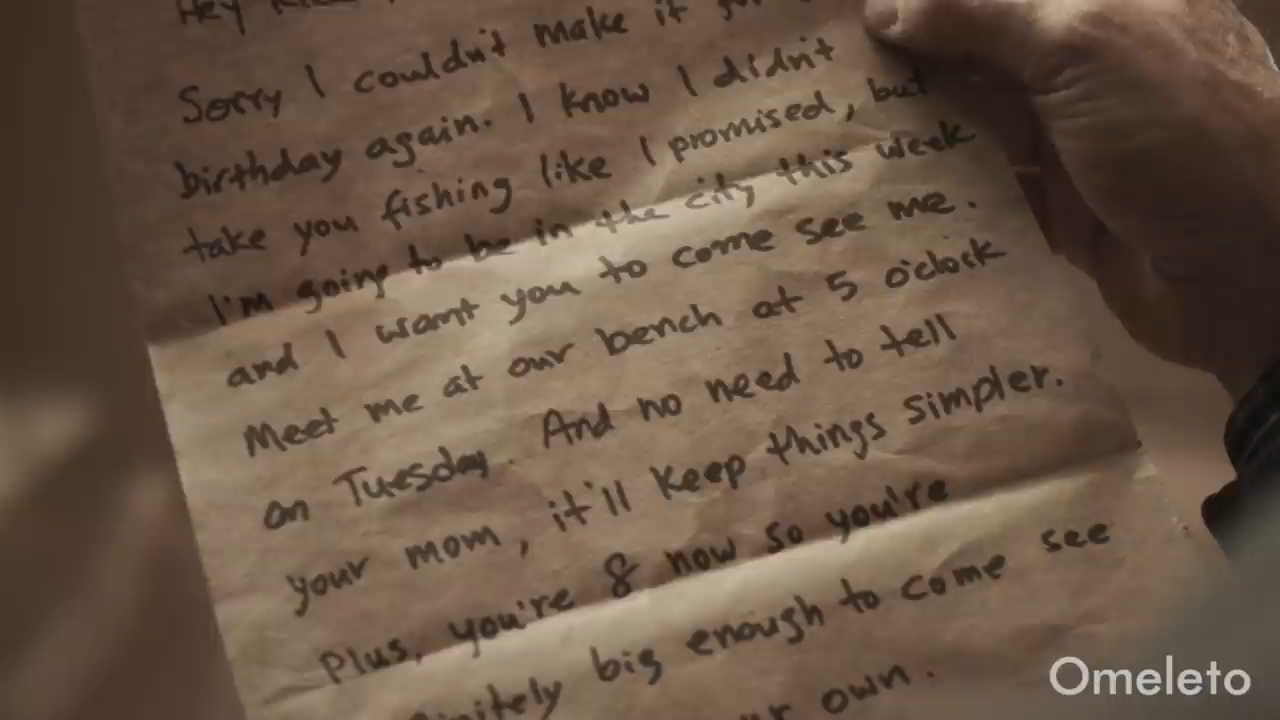 Hey
Sorry I couldn't make it
birthday again. I know I didn't
take you fishing like I promised, but
I'm going to be in the city this week
and I want you to come see me.
Meet me at our bench at 5 o'clock
on Tuesday. And no need to tell
your mom, it'll keep things simpler.
Plus, you're 8 now so you're
big enough to come see
own.
Omeleto